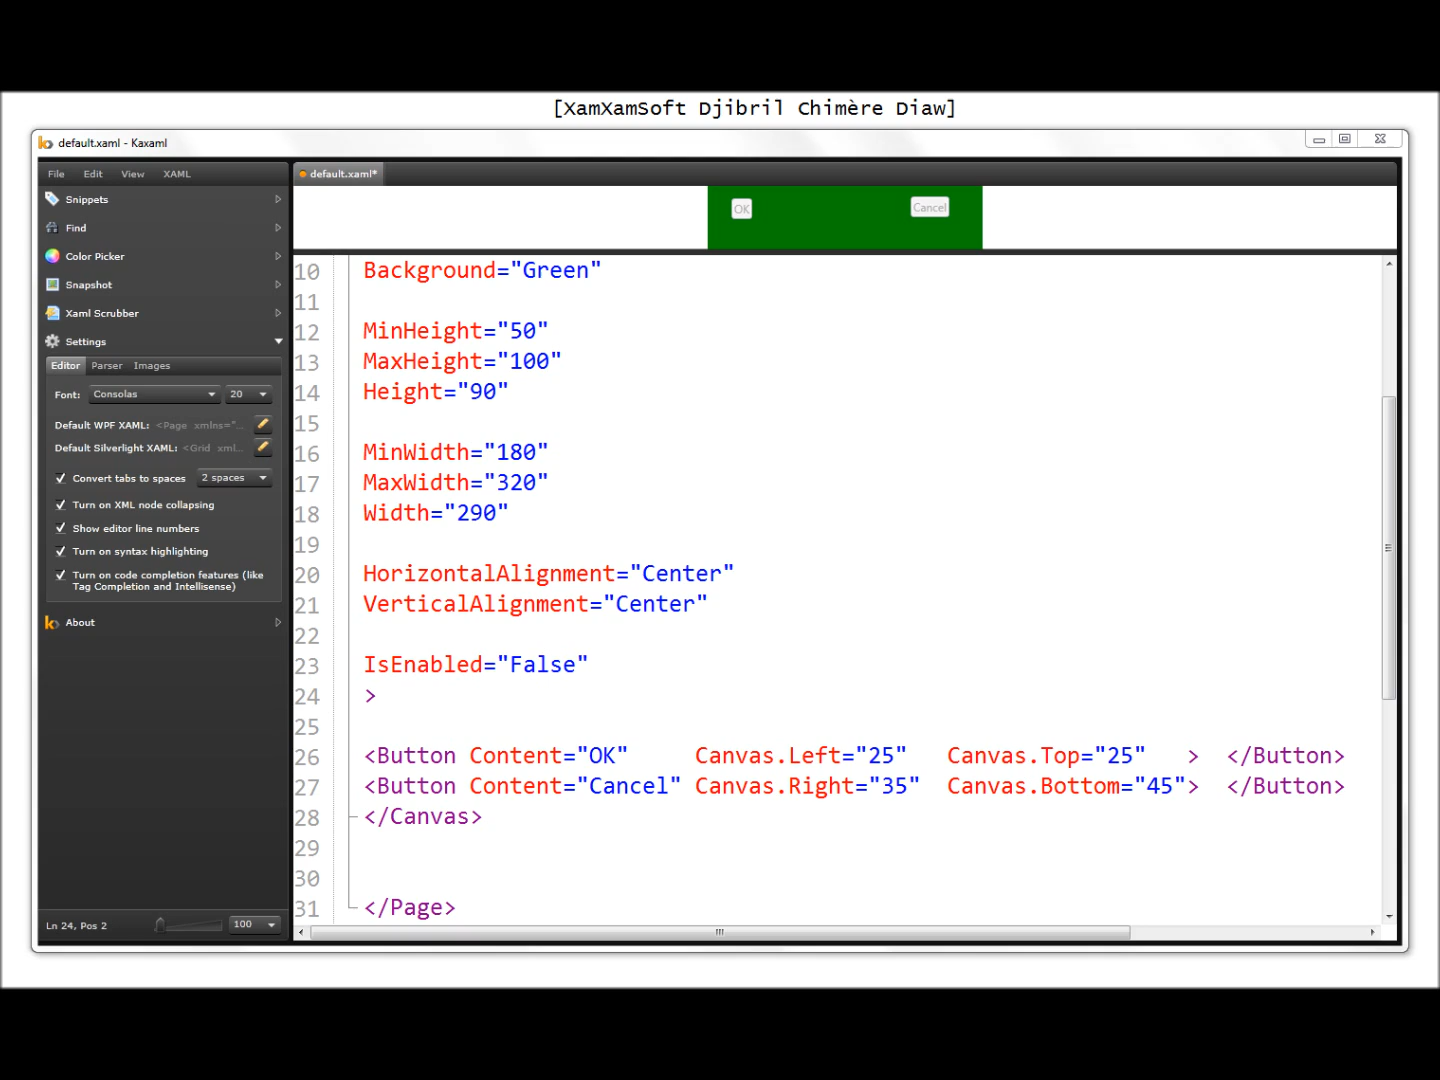 [XamXamSoft Djibril Chimère Diaw]
default.xaml - Kaxaml
File Edit View XAML
default.xaml*
Snippets
Find
Color Picker
Snapshot
Xaml Scrubber
Settings
Editor Parser Images
Font: Consolas 20
Default WPF XAML: <Page xmlns="...
Default Silverlight XAML: <Grid xml...
Convert tabs to spaces 2 spaces
Turn on XML node collapsing
Show editor line numbers
Turn on syntax highlighting
Turn on code completion features (like
Tag Completion and Intellisense)
About
Ln 24, Pos 2 100
OK Cancel
10 Background="Green"
11
12 MinHeight="50"
13 MaxHeight="100"
14 Height="90"
15
16 MinWidth="180"
17 MaxWidth="320"
18 Width="290"
19
20 HorizontalAlignment="Center"
21 VerticalAlignment="Center"
22
23 IsEnabled="False"
24 >
25
26 <Button Content="OK" Canvas.Left="25" Canvas.Top="25" > </Button>
27 <Button Content="Cancel" Canvas.Right="35" Canvas.Bottom="45"> </Button>
28 </Canvas>
29
30
31 </Page>